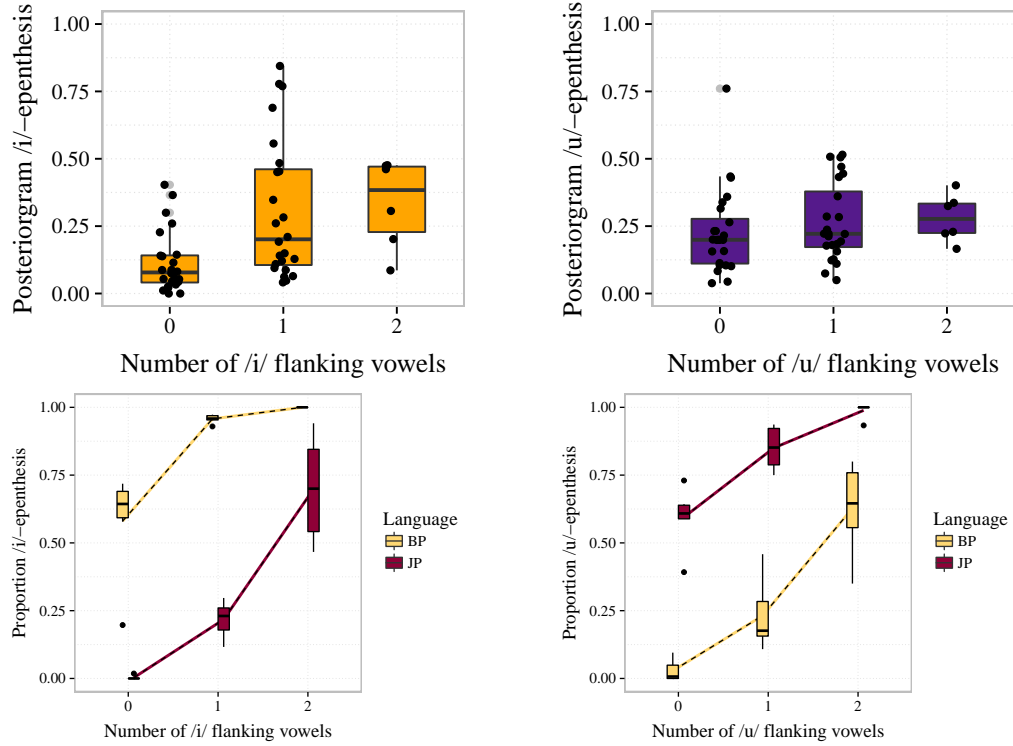 Posteriorgram /i/−epenthesis
1.00
0.75
0.50
0.25
0.00
0 1 2
Number of /i/ flanking vowels
Posteriorgram /u/−epenthesis
1.00
0.75
0.50
0.25
0.00
0 1 2
Number of /u/ flanking vowels
Proportion /i/−epenthesis
1.00
0.75
0.50
0.25
0.00
0 1 2
Number of /i/ flanking vowels
Language
BP
JP
Proportion /u/−epenthesis
1.00
0.75
0.50
0.25
0.00
0 1 2
Number of /u/ flanking vowels
Language
BP
JP